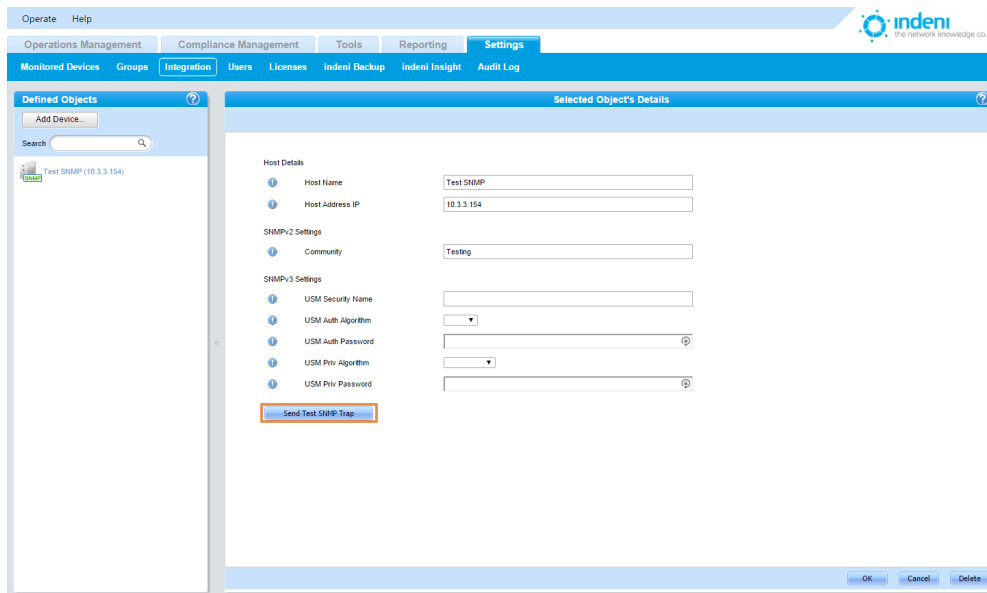 Operate Help
indeni
the network knowledge co.
Operations Management Compliance Management Tools Reporting Settings
Monitored Devices Groups Integration Users Licenses indeni Backup indeni Insight Audit Log
Defined Objects ?
Selected Object's Details ?
Add Device...
Search
SNMP Test SNMP (10.3.3.154)
Host Details
Host Name Test SNMP
Host Address IP 10.3.3.154
SNMPv2 Settings
Community Testing
SNMPv3 Settings
USM Security Name
USM Auth Algorithm
USM Auth Password
USM Priv Algorithm
USM Priv Password
Send Test SNMP Trap
OK Cancel Delete